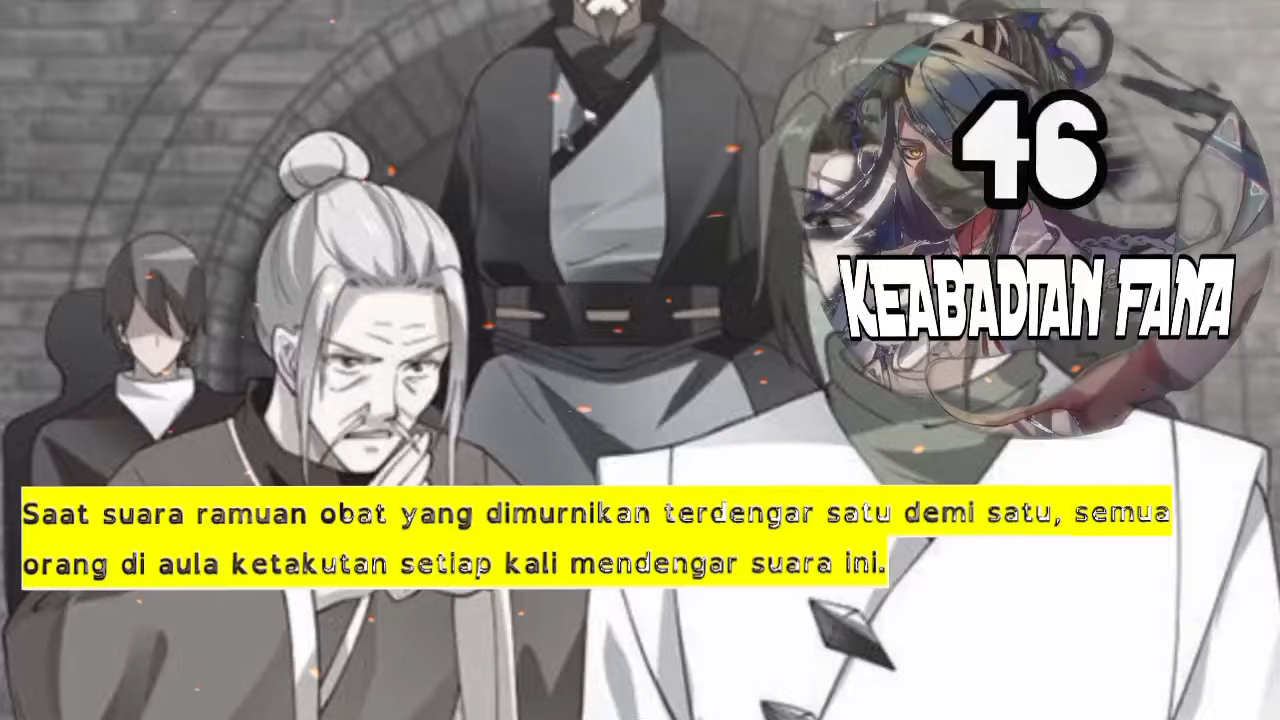 46
KEABADIAN FANA
Saat suara ramuan obat yang dimurnikan terdengar satu demi satu, semua
orang di aula ketakutan setiap kali mendengar suara ini.